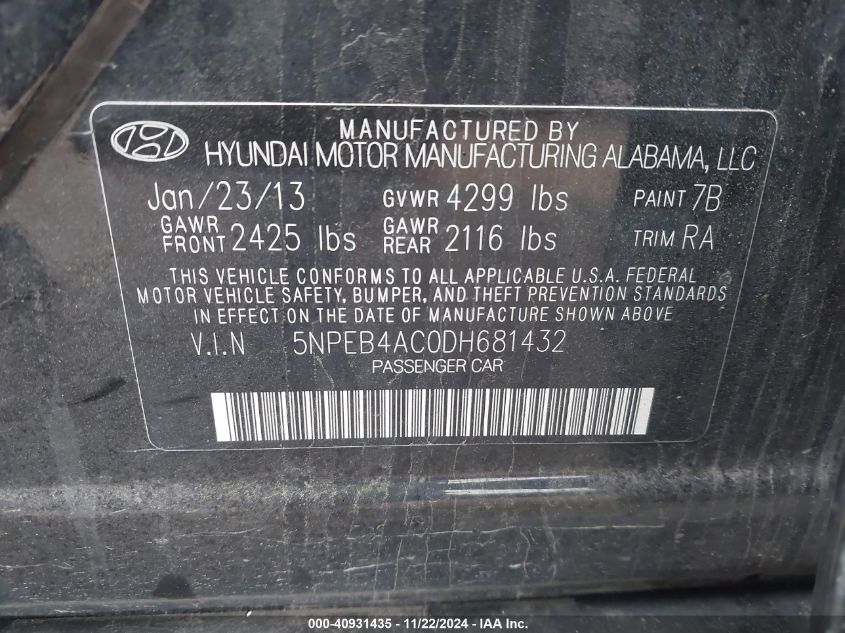 MANUFACTURED BY
HYUNDAI MOTOR MANUFACTURING ALABAMA, LLC
Jan/23/13 GVWR 4299 lbs PAINT 7B
GAWR FRONT 2425 lbs GAWR REAR 2116 lbs TRIM RA
THIS VEHICLE CONFORMS TO ALL APPLICABLE U.S.A. FEDERAL
MOTOR VEHICLE SAFETY, BUMPER, AND THEFT PREVENTION STANDARDS
IN EFFECT ON THE DATE OF MANUFACTURE SHOWN ABOVE
V.I.N 5NPEB4AC0DH681432
PASSENGER CAR
000-40931435 - 11/22/2024 - IAA Inc.